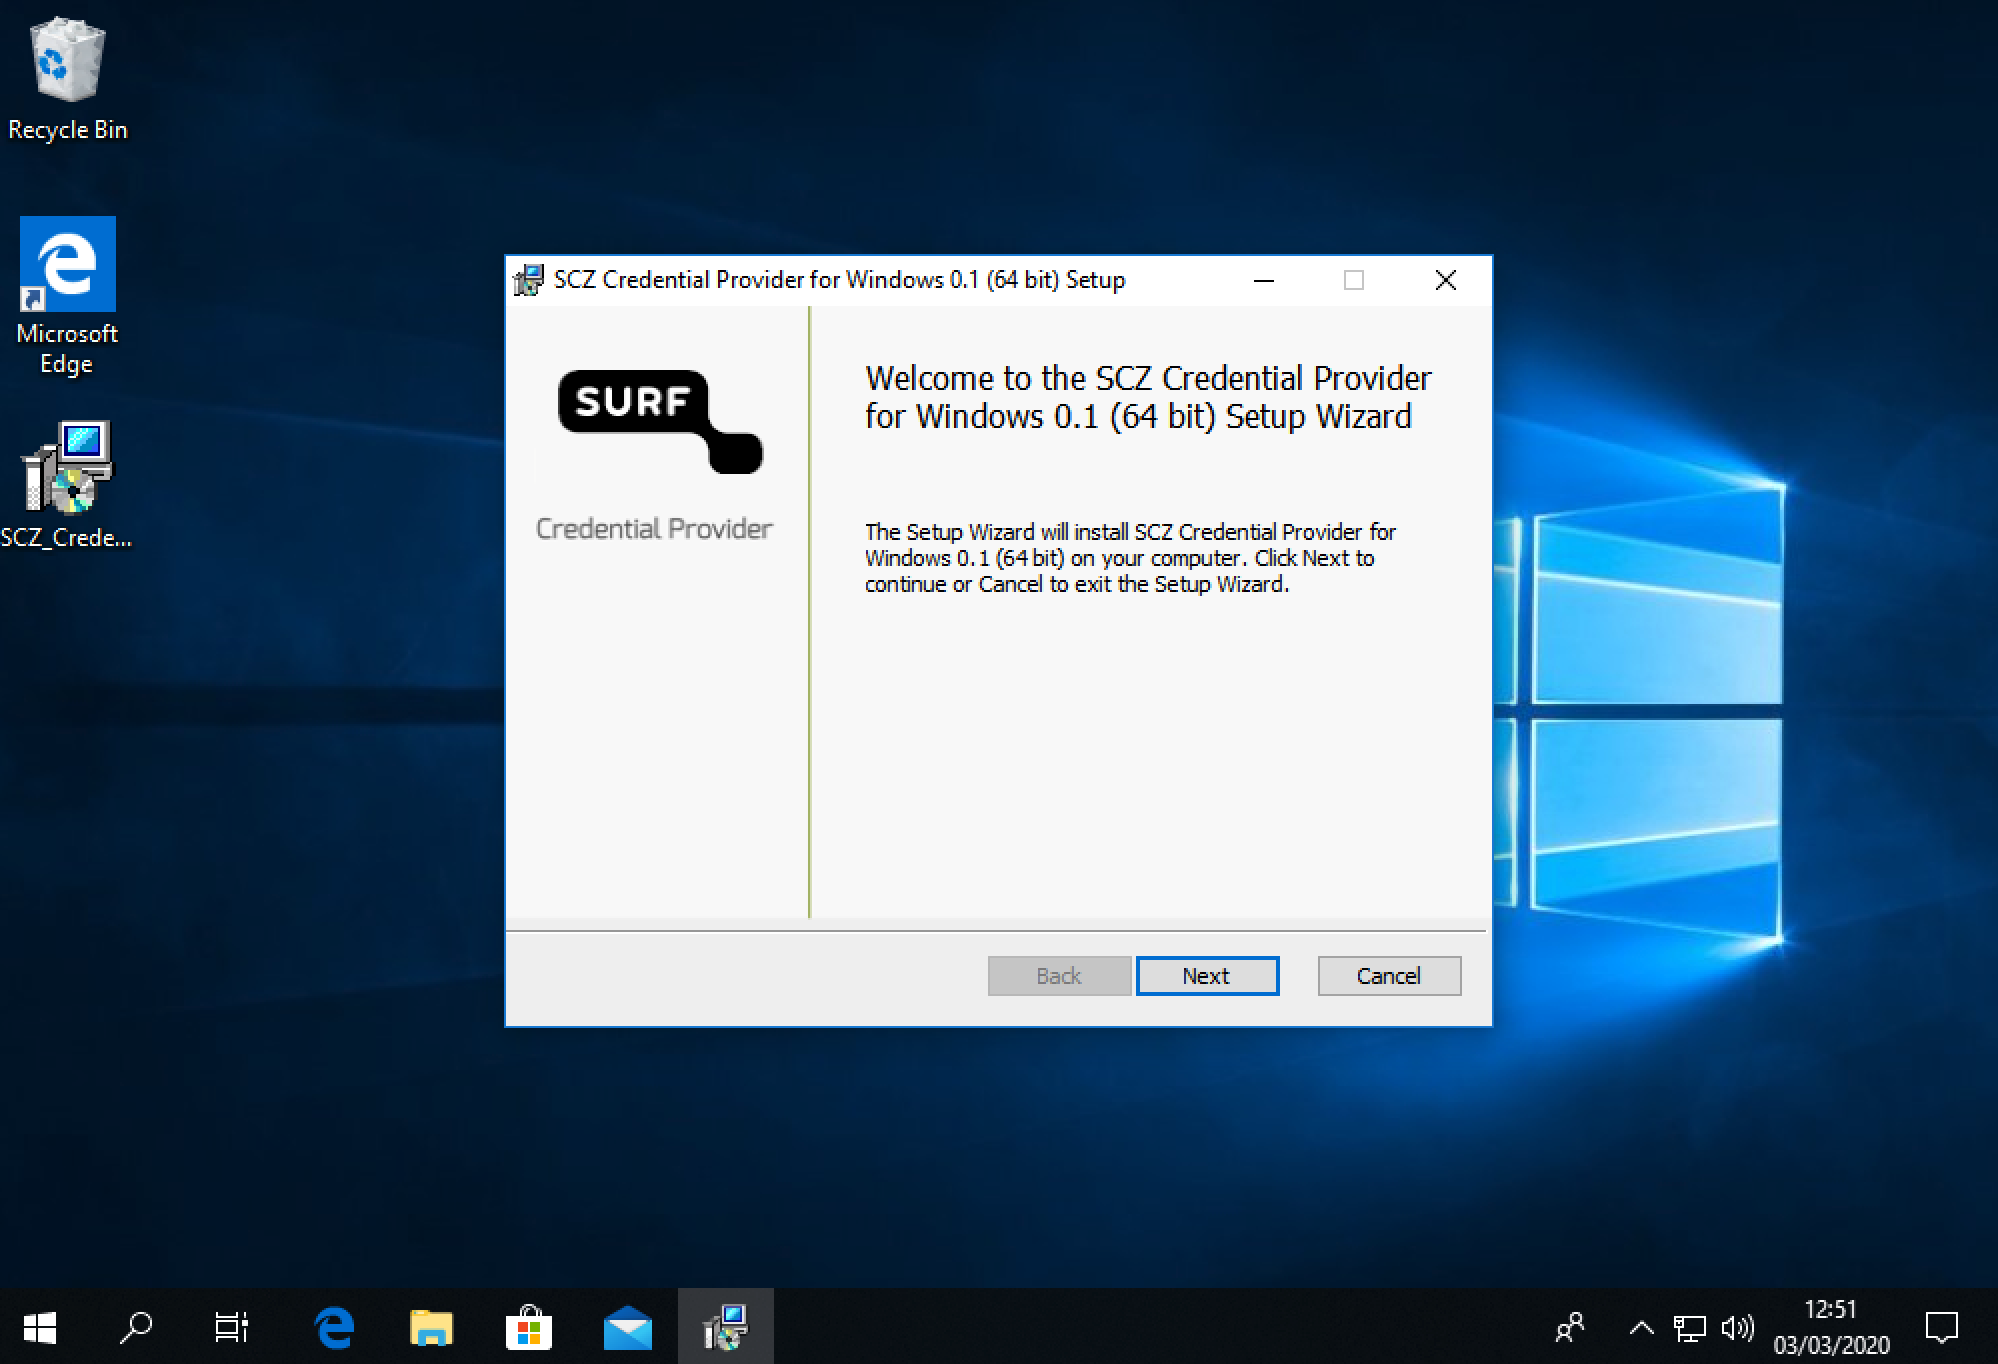 Recycle Bin
Microsoft
Edge
SCZ_Crede...
SCZ Credential Provider for Windows 0.1 (64 bit) Setup
SURF
Credential Provider
Welcome to the SCZ Credential Provider
for Windows 0.1 (64 bit) Setup Wizard
The Setup Wizard will install SCZ Credential Provider for
Windows 0.1 (64 bit) on your computer. Click Next to
continue or Cancel to exit the Setup Wizard.
Back
Next
Cancel
12:51
03/03/2020